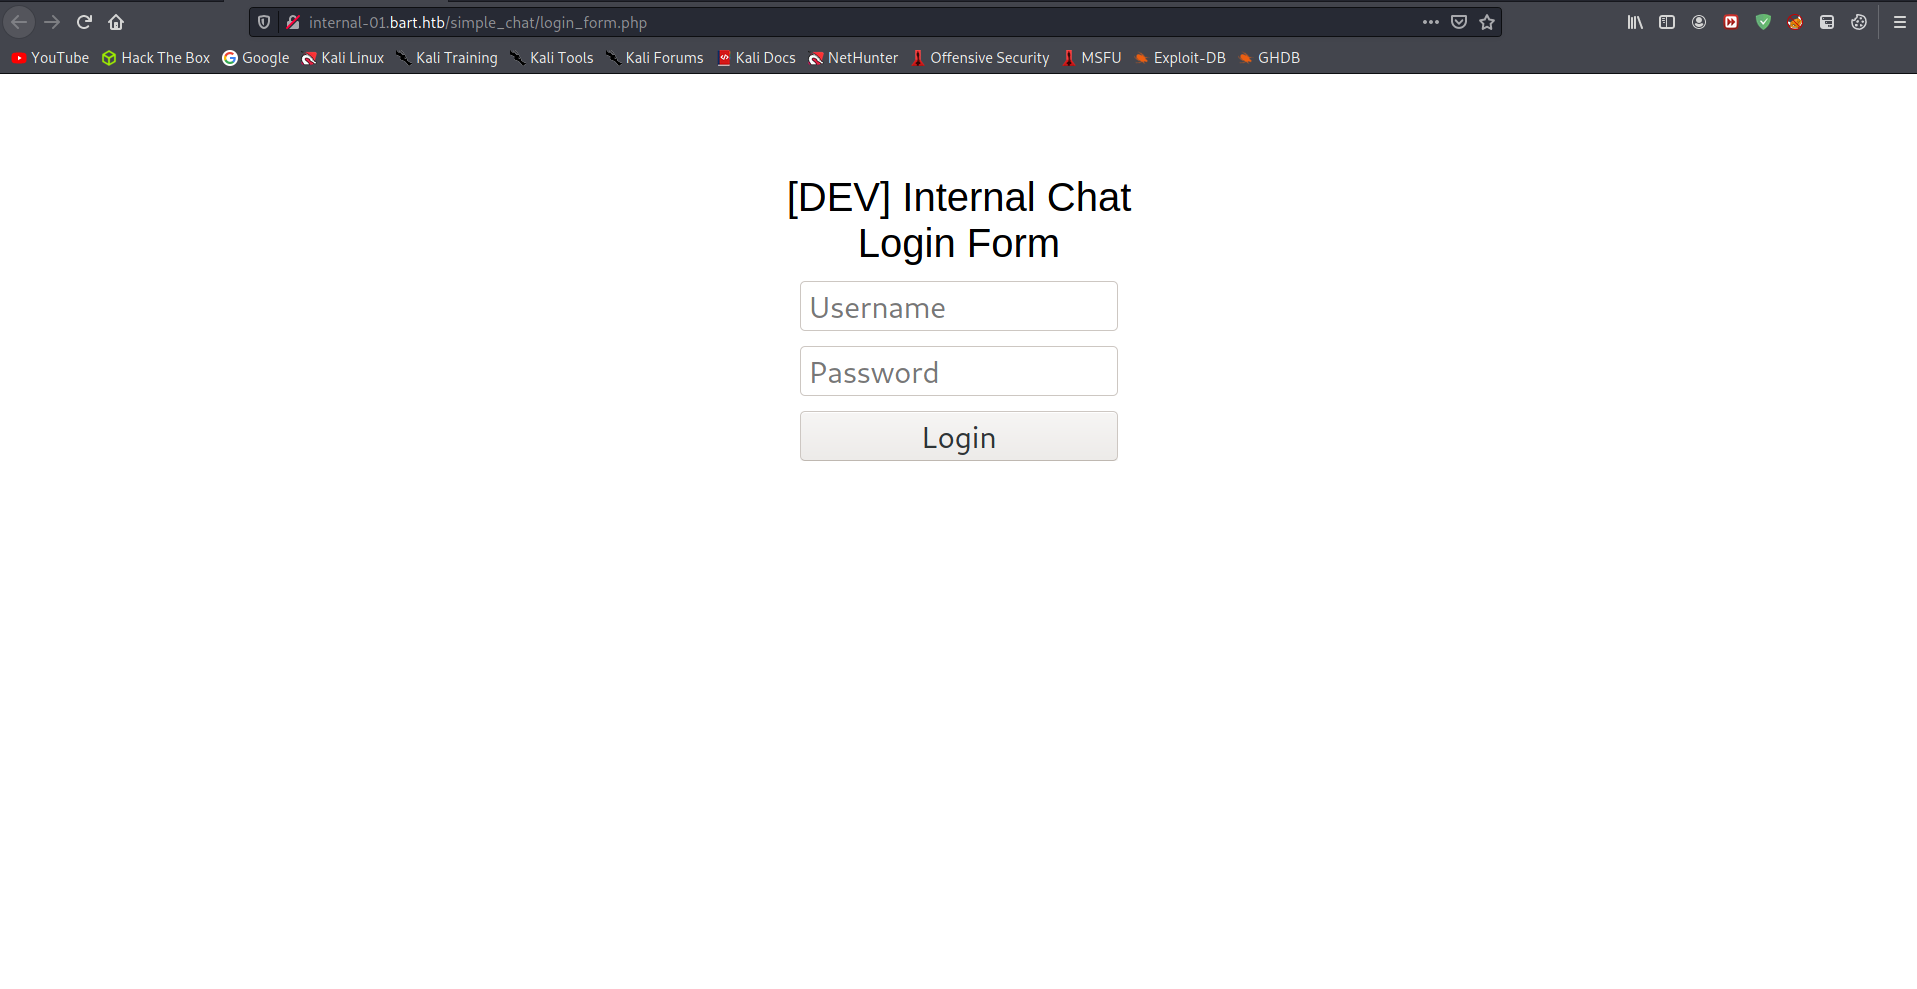 internal-01.bart.htb/simple_chat/login_form.php
YouTube Hack The Box Google Kali Linux Kali Training Kali Tools Kali Forums Kali Docs NetHunter Offensive Security MSFU Exploit-DB GHDB
[DEV] Internal Chat
Login Form
Username
Password
Login